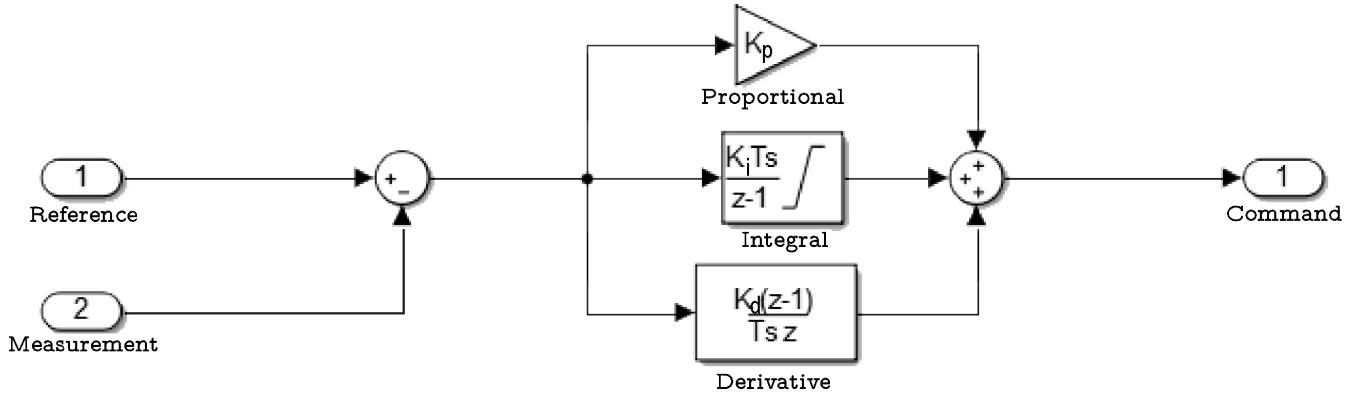 Kp
Proportional
1
Reference
+
−
KiTs
z-1
Integral
+
+
+
1
Command
2
Measurement
Kd(z-1)
Ts z
Derivative